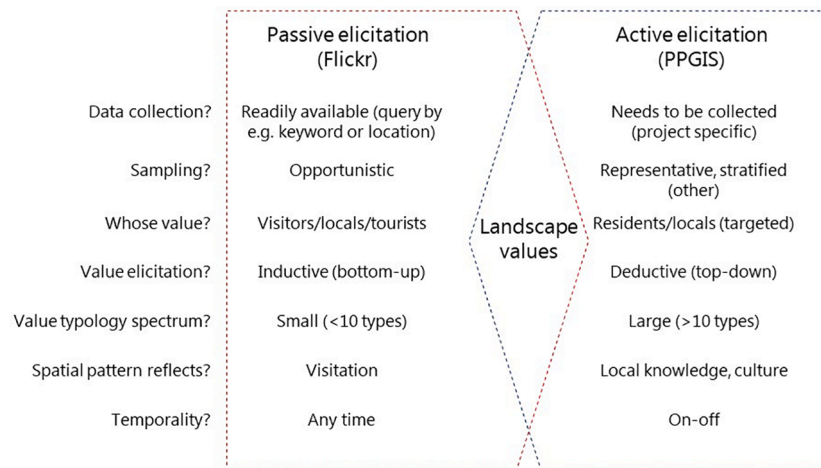 Passive elicitation
(Flickr)
Active elicitation
(PPGIS)
Data collection?
Readily available (query by
e.g. keyword or location)
Needs to be collected
(project specific)
Sampling?
Opportunistic
Representative, stratified
(other)
Whose value?
Visitors/locals/tourists
Landscape
values
Residents/locals (targeted)
Value elicitation?
Inductive (bottom-up)
Deductive (top-down)
Value typology spectrum?
Small (<10 types)
Large (>10 types)
Spatial pattern reflects?
Visitation
Local knowledge, culture
Temporality?
Any time
On-off